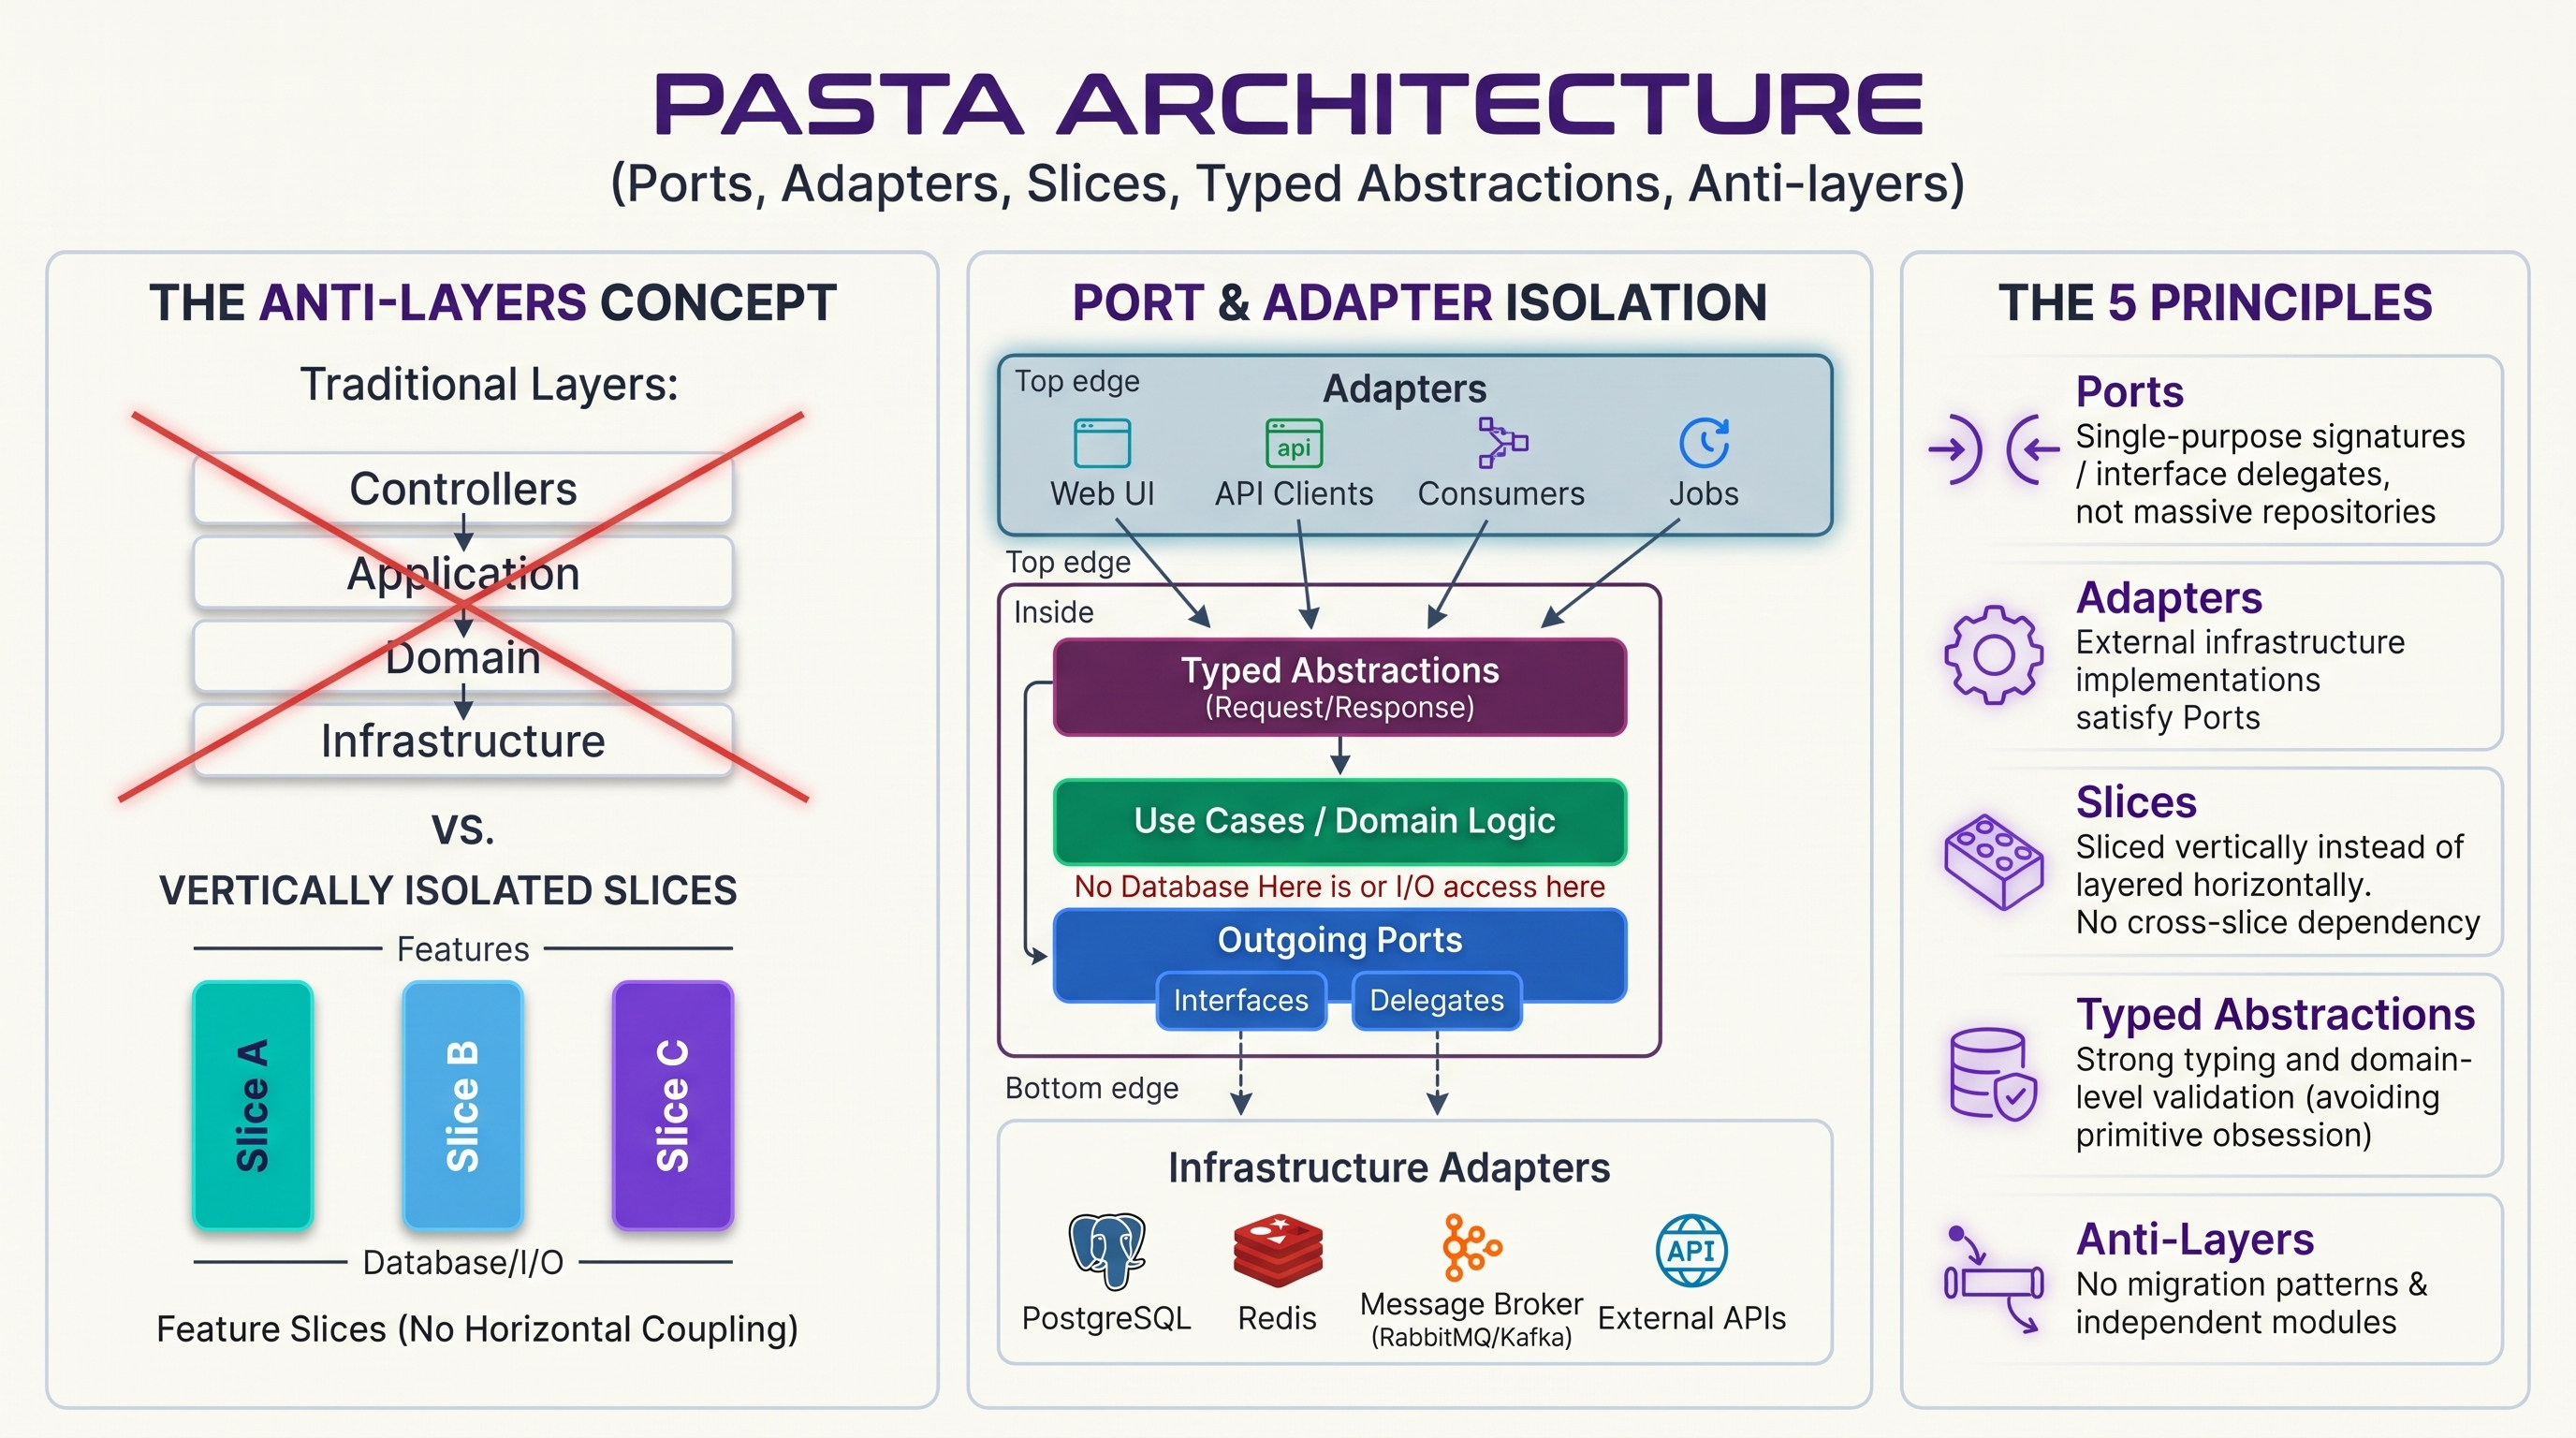 PASTA ARCHITECTURE
(Ports, Adapters, Slices, Typed Abstractions, Anti-layers)
THE ANTI-LAYERS CONCEPT
Traditional Layers:
Controllers
Application
Domain
Infrastructure
VS.
VERTICALLY ISOLATED SLICES
Features
Slice A
Slice B
Slice C
Database/I/O
Feature Slices (No Horizontal Coupling)
PORT & ADAPTER ISOLATION
Top edge
Adapters
Web UI
api
API Clients
Consumers
Jobs
Top edge
Inside
Typed Abstractions
(Request/Response)
Use Cases / Domain Logic
No Database Here is or I/O access here
Outgoing Ports
Interfaces
Delegates
Bottom edge
Infrastructure Adapters
PostgreSQL
Redis
Message Broker
(RabbitMQ/Kafka)
API
External APIs
THE 5 PRINCIPLES
Ports
Single-purpose signatures
/ interface delegates,
not massive repositories
Adapters
External infrastructure
implementations
satisfy Ports
Slices
Sliced vertically instead of
layered horizontally.
No cross-slice dependency
Typed Abstractions
Strong typing and domain-
level validation (avoiding
primitive obsession)
Anti-Layers
No migration patterns &
independent modules